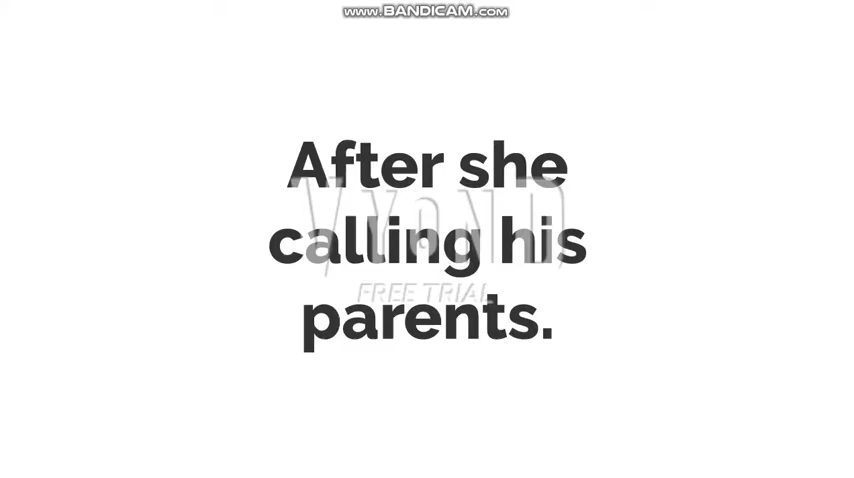 www.BANDICAM.com
After she
calling his
parents.
VYOND
FREE TRIAL